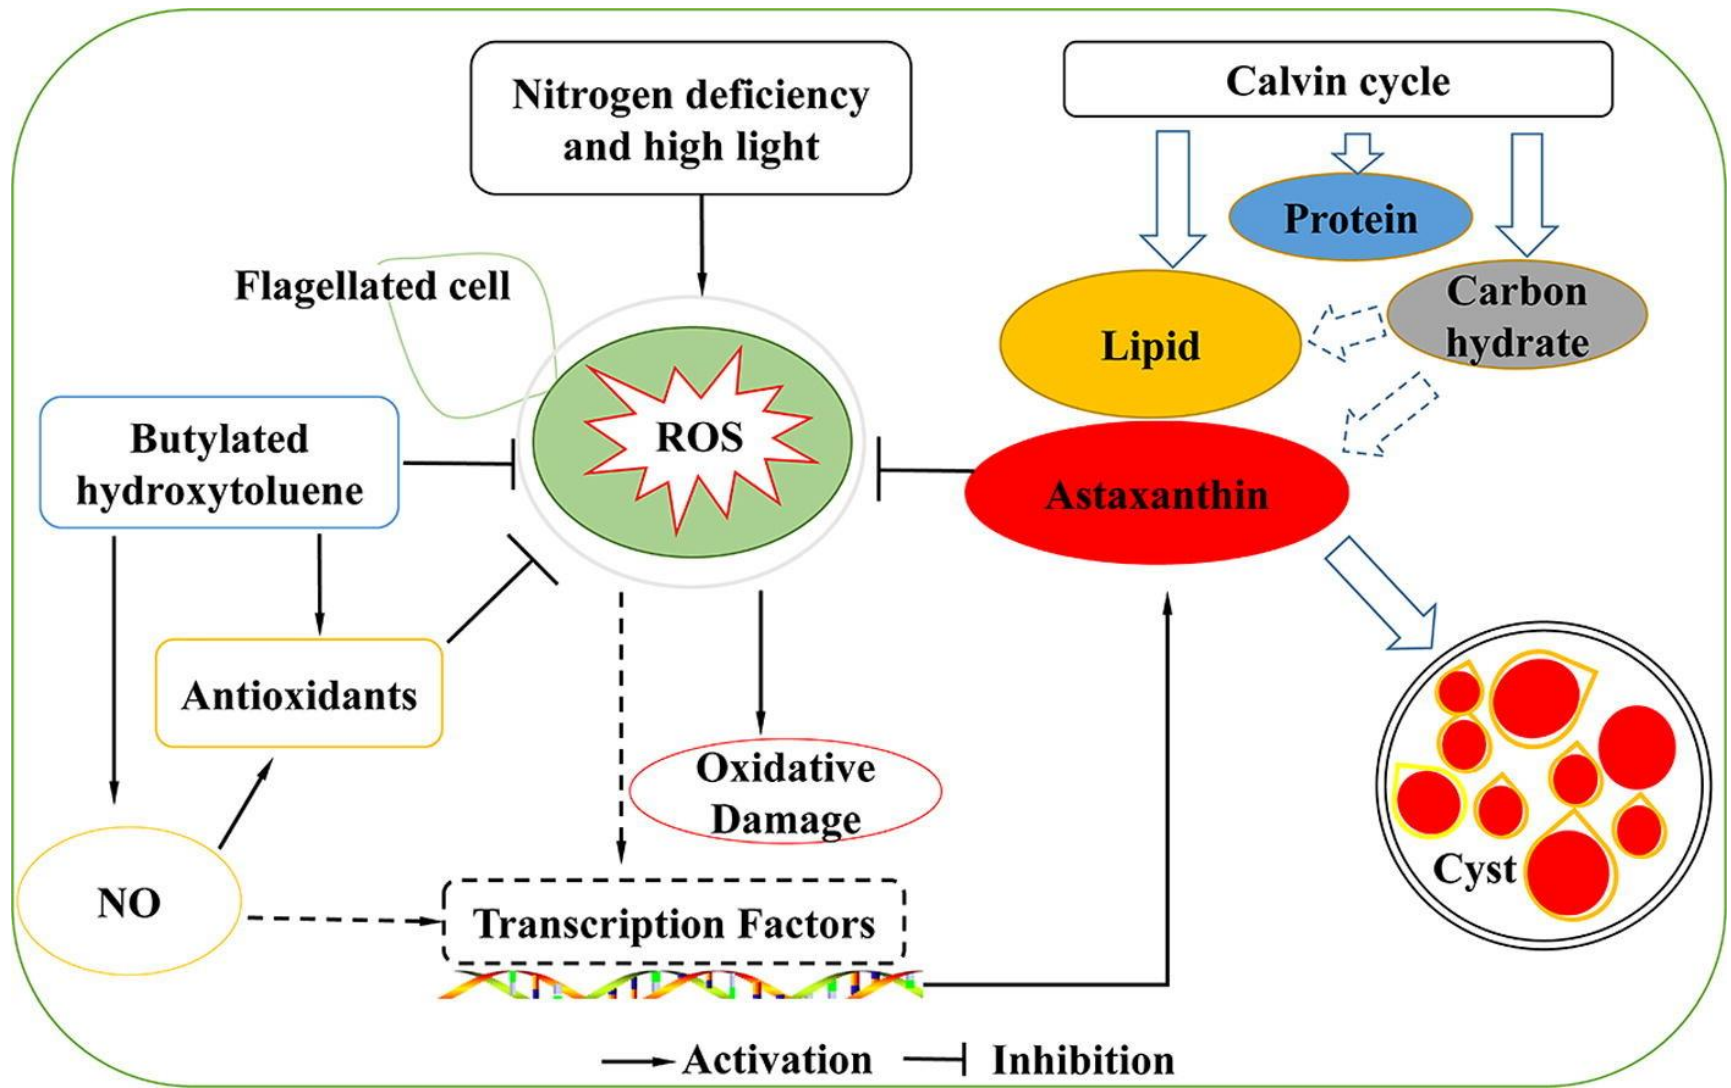 Nitrogen deficiency
and high light
Calvin cycle
Protein
Flagellated cell
Carbon
hydrate
Lipid
Butylated
hydroxytoluene
ROS
Astaxanthin
Antioxidants
Oxidative
Damage
Cyst
NO
Transcription Factors
Activation
Inhibition